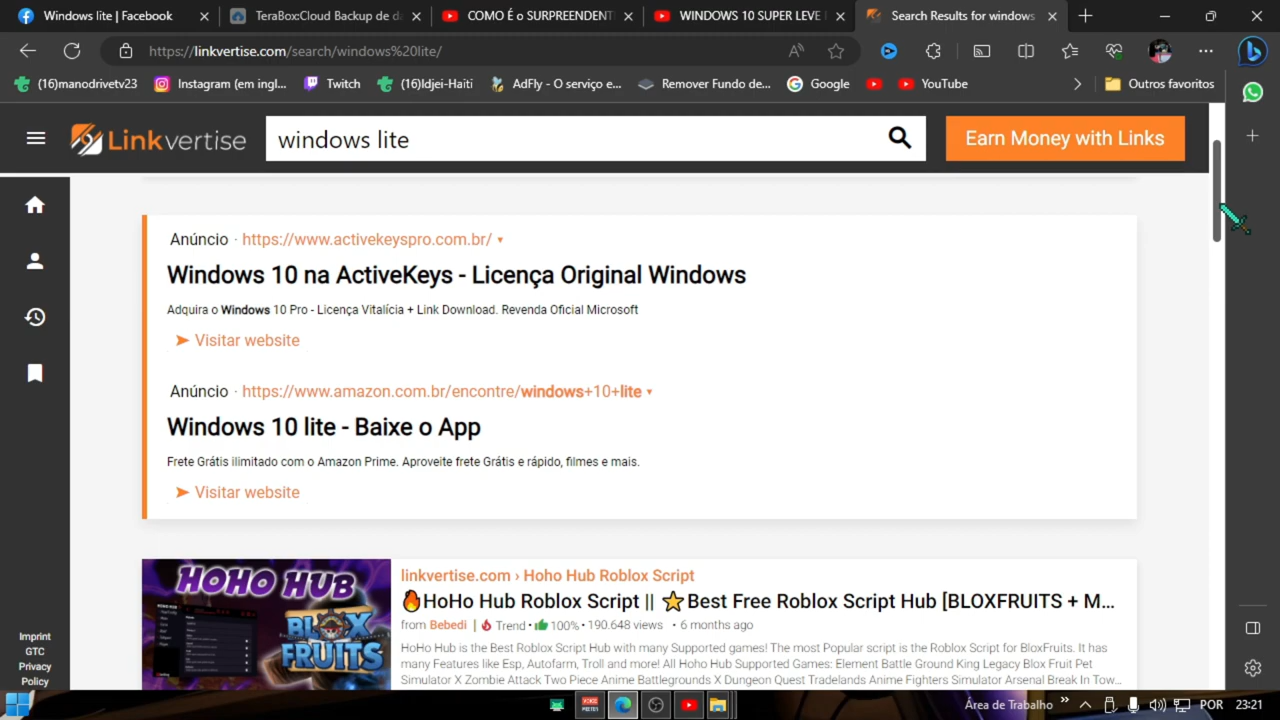 Windows lite | Facebook
TeraBoxCloud Backup de da
COMO É o SURPREENDENT
WINDOWS 10 SUPER LEVE
Search Results for windows
https://linkvertise.com/search/windows%20lite/
(16)manodrivetv23
Instagram (em ingl...
Twitch
(16)ldjei-Haiti
AdFly - O serviço e...
Remover Fundo de...
Google
YouTube
Outros favoritos
Linkvertise
windows lite
Earn Money with Links
Anúncio · https://www.activekeyspro.com.br/
Windows 10 na ActiveKeys - Licença Original Windows
Adquira o Windows 10 Pro - Licença Vitalícia + Link Download. Revenda Oficial Microsoft
➤ Visitar website
Anúncio · https://www.amazon.com.br/encontre/windows+10+lite
Windows 10 lite - Baixe o App
Frete Grátis ilimitado com o Amazon Prime. Aproveite frete Grátis e rápido, filmes e mais.
➤ Visitar website
HOHO HUB
BLOX
FRUITS
linkvertise.com › Hoho Hub Roblox Script
🔥HoHo Hub Roblox Script || ⭐Best Free Roblox Script Hub [BLOXFRUITS + M...
from Bebedi | Trend • 100% • 190.648 views • 6 months ago
HoHo Hub is the Best Roblox Script Hub with many Supported games! The most Popular script is the Roblox Script for BloxFruits. It has
many Features like Esp, Autofarm, Troll and more! All Hoho Hub Supported Games: Element Battle Ground King Legacy Blox Fruit Pet
Simulator X Zombie Attack Two Piece Anime Battlegrounds X Dungeon Quest Tradelands Anime Fighters Simulator Arsenal Break In Tow...
Imprint
GTC
Privacy
Policy
Área de Trabalho
POR
23:21